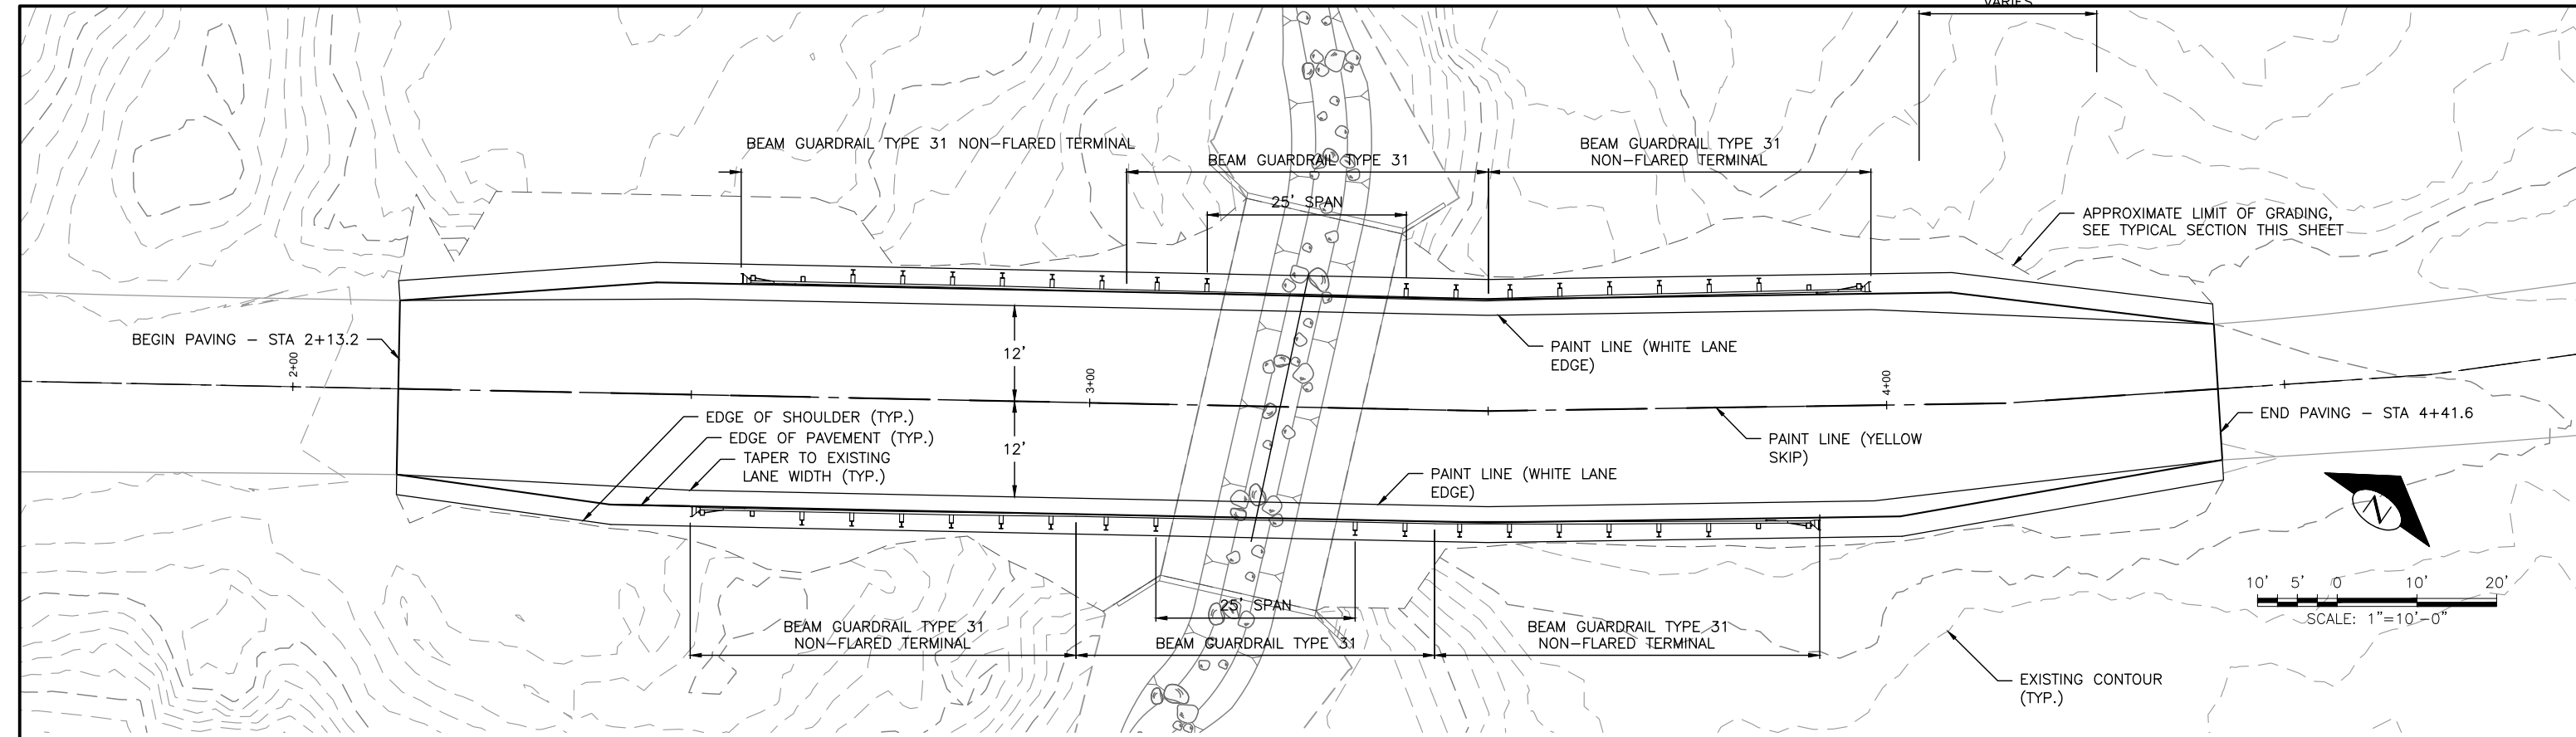 VARIES
BEAM GUARDRAIL TYPE 31 NON-FLARED TERMINAL
BEAM GUARDRAIL TYPE 31
BEAM GUARDRAIL TYPE 31
NON-FLARED TERMINAL
25' SPAN
APPROXIMATE LIMIT OF GRADING,
SEE TYPICAL SECTION THIS SHEET
BEGIN PAVING - STA 2+13.2
2+00
12'
3+00
PAINT LINE (WHITE LANE
EDGE)
4+00
EDGE OF SHOULDER (TYP.)
EDGE OF PAVEMENT (TYP.)
TAPER TO EXISTING
LANE WIDTH (TYP.)
12'
PAINT LINE (YELLOW
SKIP)
END PAVING - STA 4+41.6
PAINT LINE (WHITE LANE
EDGE)
N
10' 5' 0 10' 20'
SCALE: 1"=10'-0"
25' SPAN
BEAM GUARDRAIL TYPE 31
NON-FLARED TERMINAL
BEAM GUARDRAIL TYPE 31
BEAM GUARDRAIL TYPE 31
NON-FLARED TERMINAL
EXISTING CONTOUR
(TYP.)